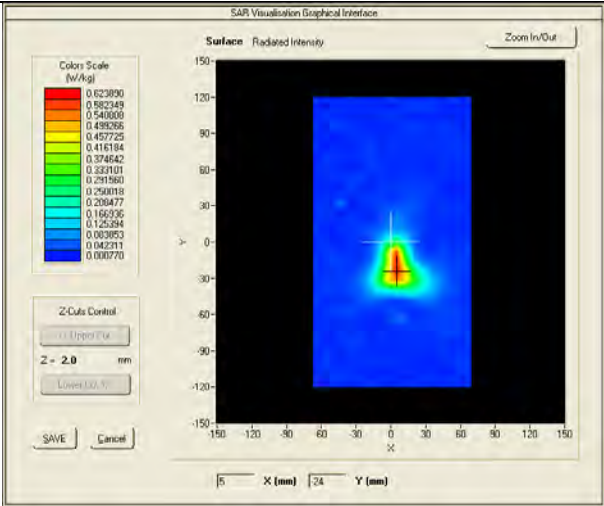 SAR Visualisation Graphical Interface
Surface Radiated Intensity
Zoom In/Out
Colors Scale
(W/kg)
0.623890
0.582349
0.540808
0.499266
0.457725
0.416184
0.374642
0.333101
0.291560
0.250018
0.208477
0.166936
0.125394
0.083853
0.042311
0.000770
Z-Cuts Control
Z = 2.0 mm
SAVE
Cancel
150-
120-
90-
60-
30-
0-
-30-
-60-
-90-
-120-
-150-
Y
-150 -120 -90 -60 -30 0 30 60 90 120 150
X
5 X (mm) -24 Y (mm)